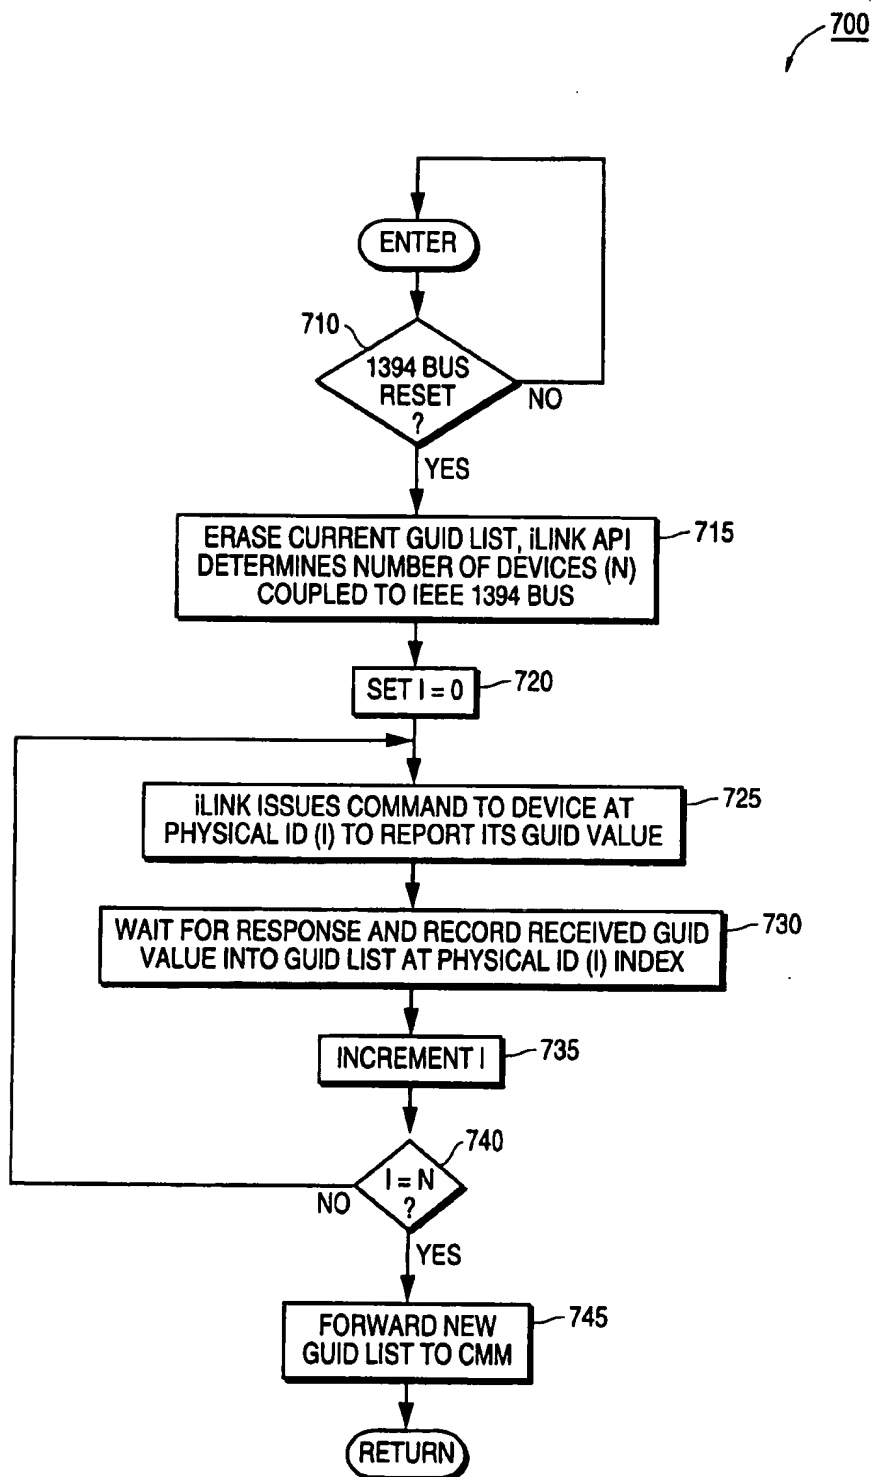 700
ENTER
710
1394 BUS
RESET
?
NO
YES
ERASE CURRENT GUID LIST, iLINK API
DETERMINES NUMBER OF DEVICES (N)
COUPLED TO IEEE 1394 BUS
715
SET I = 0
720
iLINK ISSUES COMMAND TO DEVICE AT
PHYSICAL ID (I) TO REPORT ITS GUID VALUE
725
WAIT FOR RESPONSE AND RECORD RECEIVED GUID
VALUE INTO GUID LIST AT PHYSICAL ID (I) INDEX
730
INCREMENT I
735
740
I = N
?
NO
YES
FORWARD NEW
GUID LIST TO CMM
745
RETURN